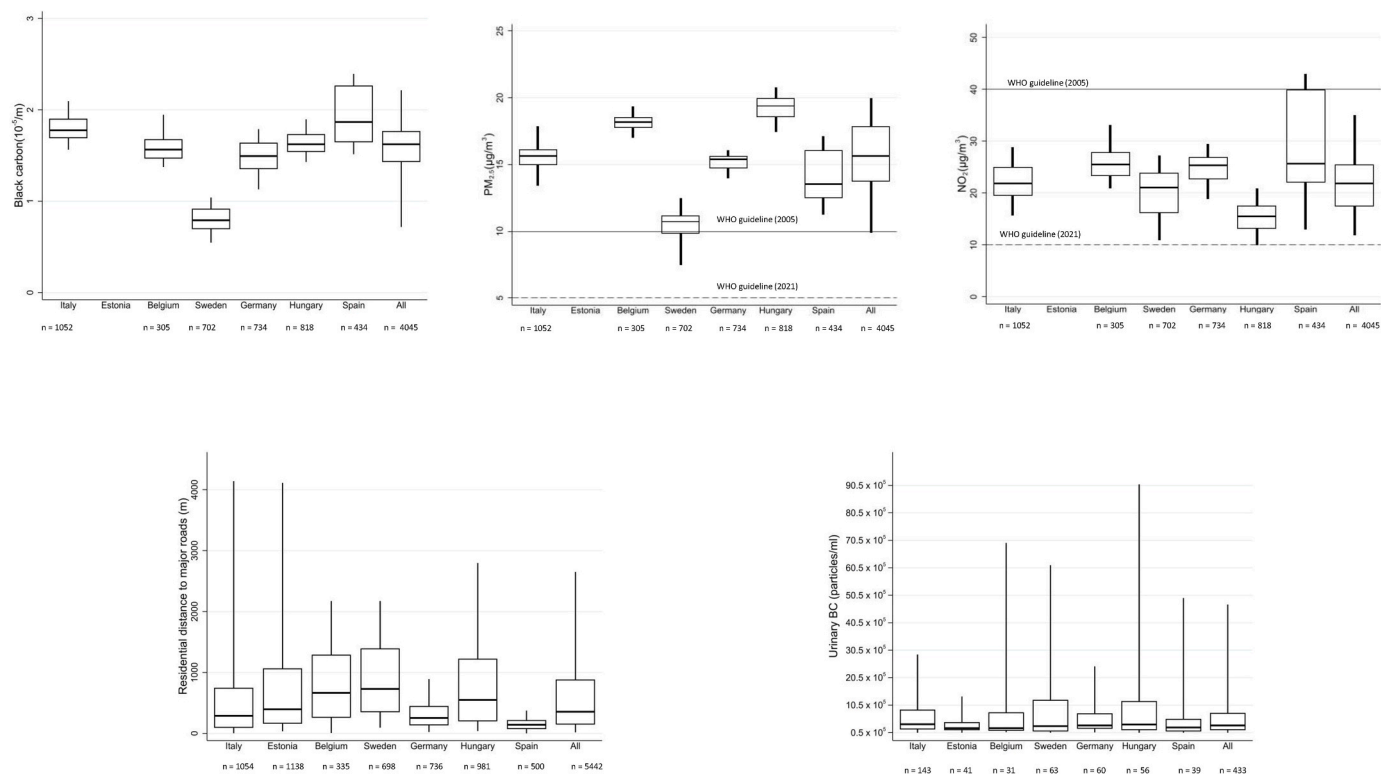 3
2
1
0
Black carbon(10⁻⁵/m)
Italy Estonia Belgium Sweden Germany Hungary Spain All
n = 1052 n = 305 n = 702 n = 734 n = 818 n = 434 n = 4045
25
20
15
10
5
PM₂.₅(µg/m³)
WHO guideline (2005)
WHO guideline (2021)
Italy Estonia Belgium Sweden Germany Hungary Spain All
n = 1052 n = 305 n = 702 n = 734 n = 818 n = 434 n = 4045
50
40
30
20
10
0
NO₂(µg/m³)
WHO guideline (2005)
WHO guideline (2021)
Italy Estonia Belgium Sweden Germany Hungary Spain All
n = 1052 n = 305 n = 702 n = 734 n = 818 n = 434 n = 4045
4000
3000
2000
1000
0
Residential distance to major roads (m)
Italy Estonia Belgium Sweden Germany Hungary Spain All
n = 1054 n = 1138 n = 335 n = 698 n = 736 n = 981 n = 500 n = 5442
90.5 x 10⁵
80.5 x 10⁵
70.5 x 10⁵
60.5 x 10⁵
50.5 x 10⁵
40.5 x 10⁵
30.5 x 10⁵
20.5 x 10⁵
10.5 x 10⁵
0.5 x 10⁵
Urinary BC (particles/ml)
Italy Estonia Belgium Sweden Germany Hungary Spain All
n = 143 n = 41 n = 31 n = 63 n = 60 n = 56 n = 39 n = 433